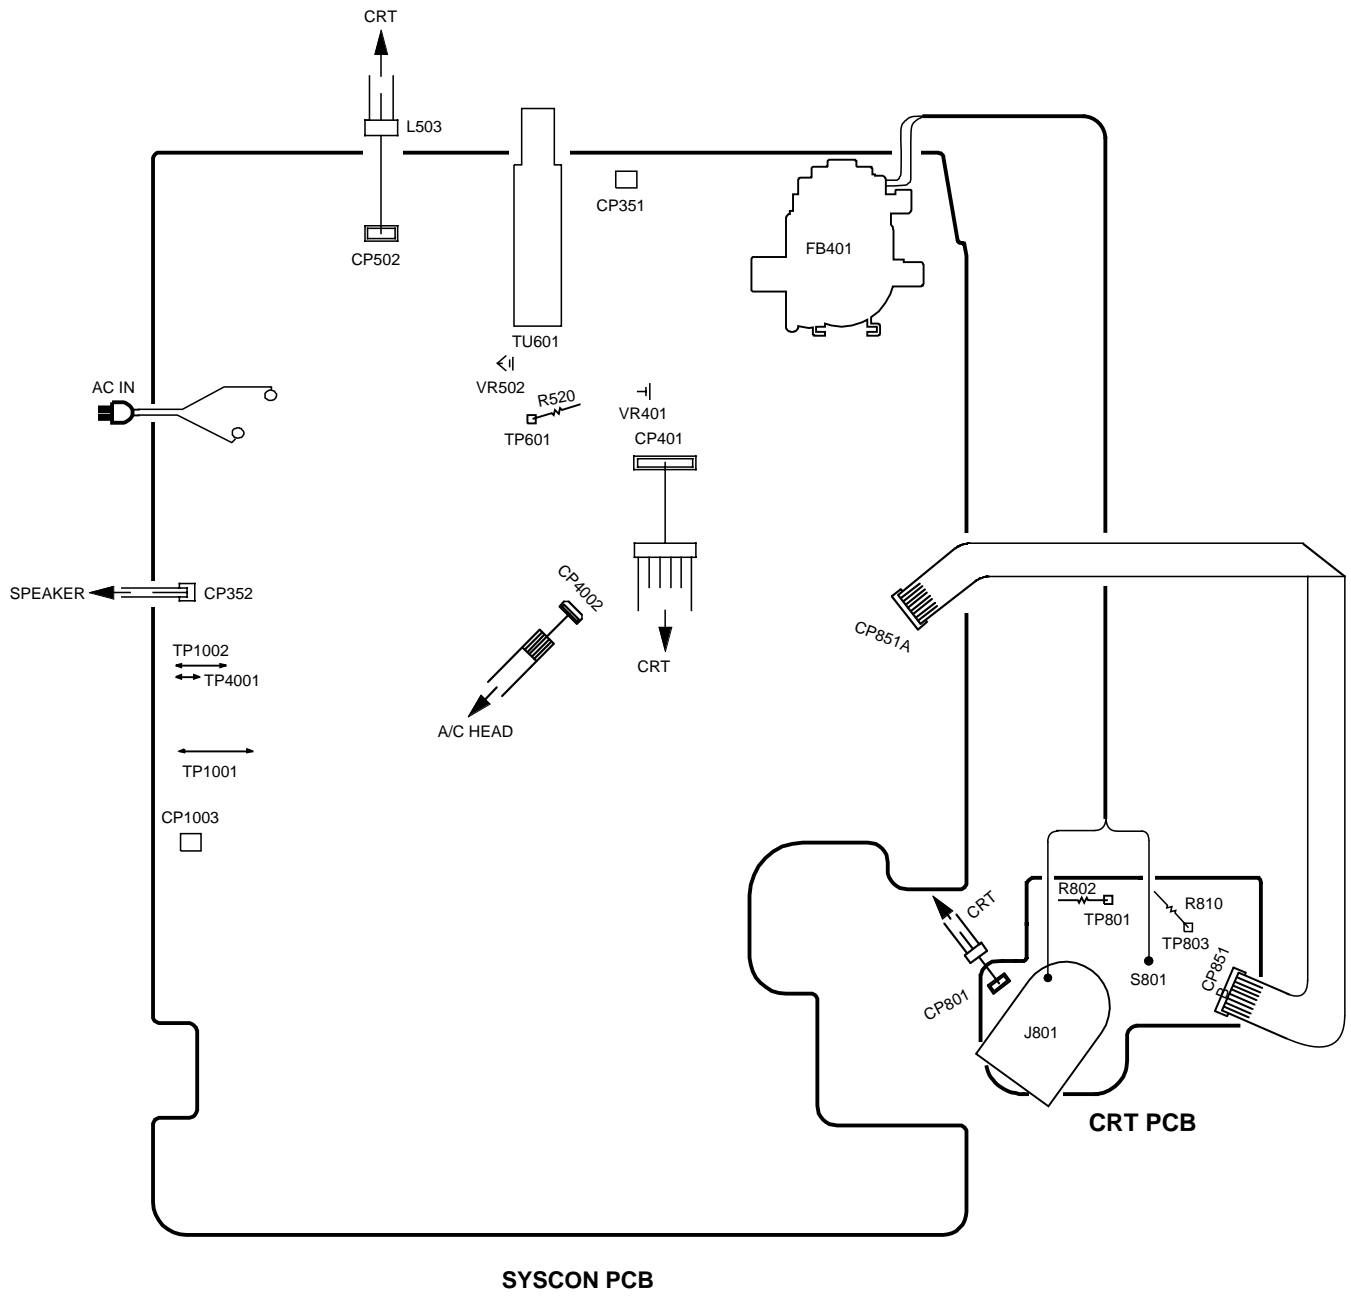 CRT
L503
CP351
CP502
FB401
TU601
VR502
AC IN
R520
VR401
TP601
CP401
CP4002
SPEAKER
CP352
CP851A
TP1002
CRT
TP4001
A/C HEAD
TP1001
CP1003
R802
CRT
R810
TP801
TP803
CP851
B
S801
CP801
J801
CRT PCB
SYSCON PCB